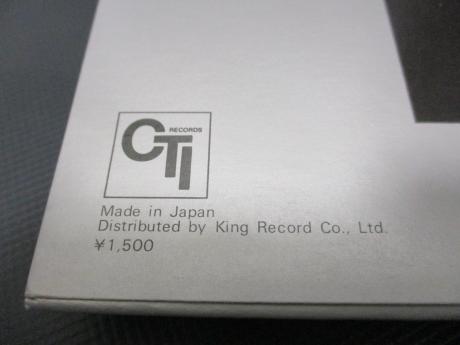 RECORDS
CTI
Made in Japan
Distributed by King Record Co., Ltd.
¥1,500